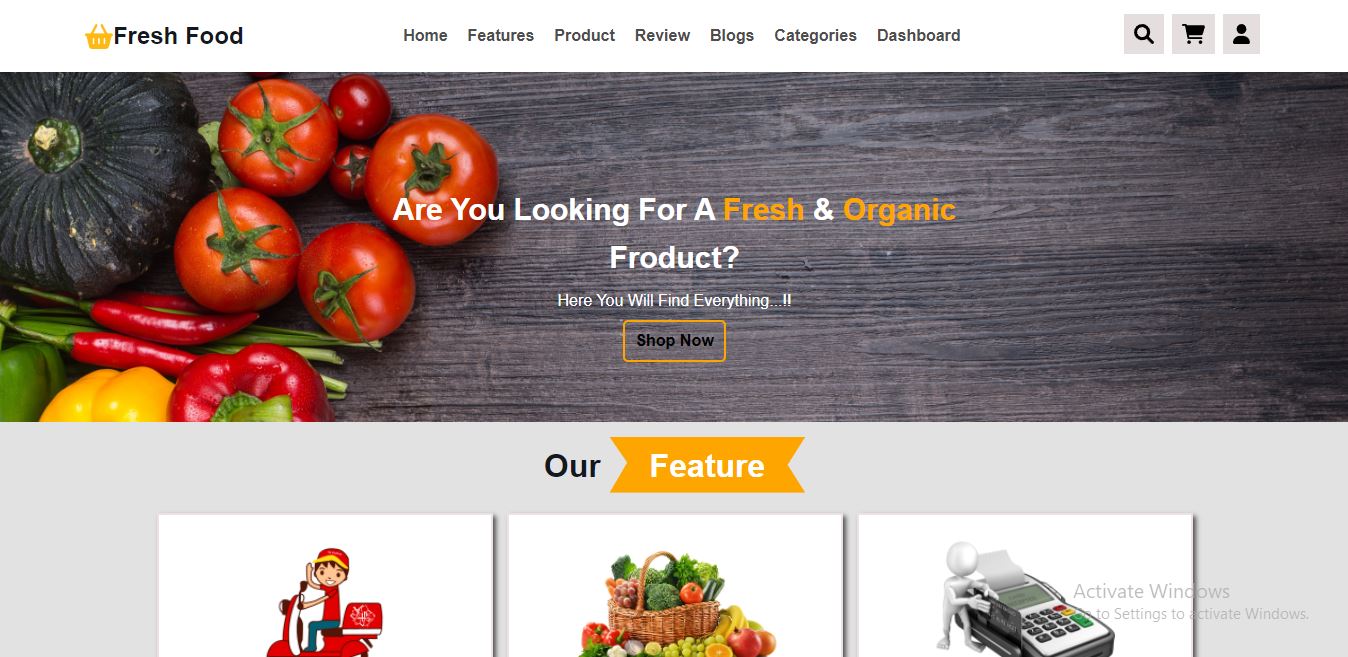 Fresh Food
Home Features Product Review Blogs Categories Dashboard
Are You Looking For A Fresh & Organic
Froduct?
Here You Will Find Everything...!!
Shop Now
Our Feature
Activate Windows
Go to Settings to activate Windows.